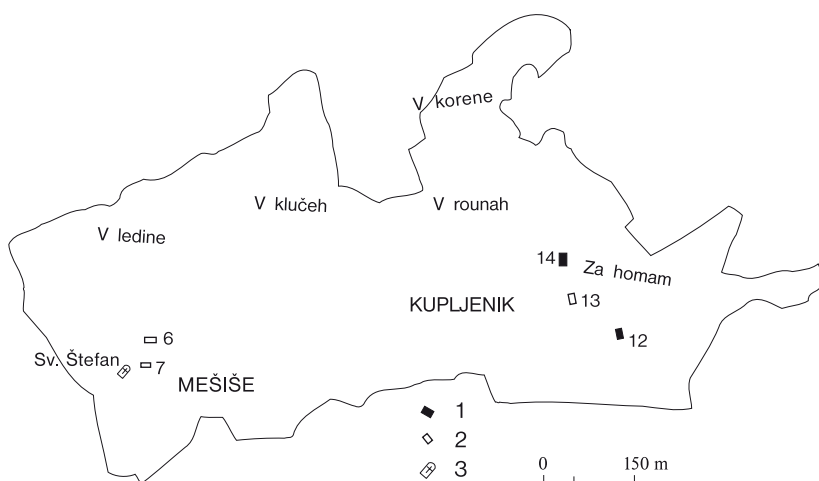 V korene
V klučeh
V rounah
V ledine
14
Za homam
13
KUPLJENIK
12
6
Sv. Štefan
7
MEŠIŠE
1
2
3
0 150 m